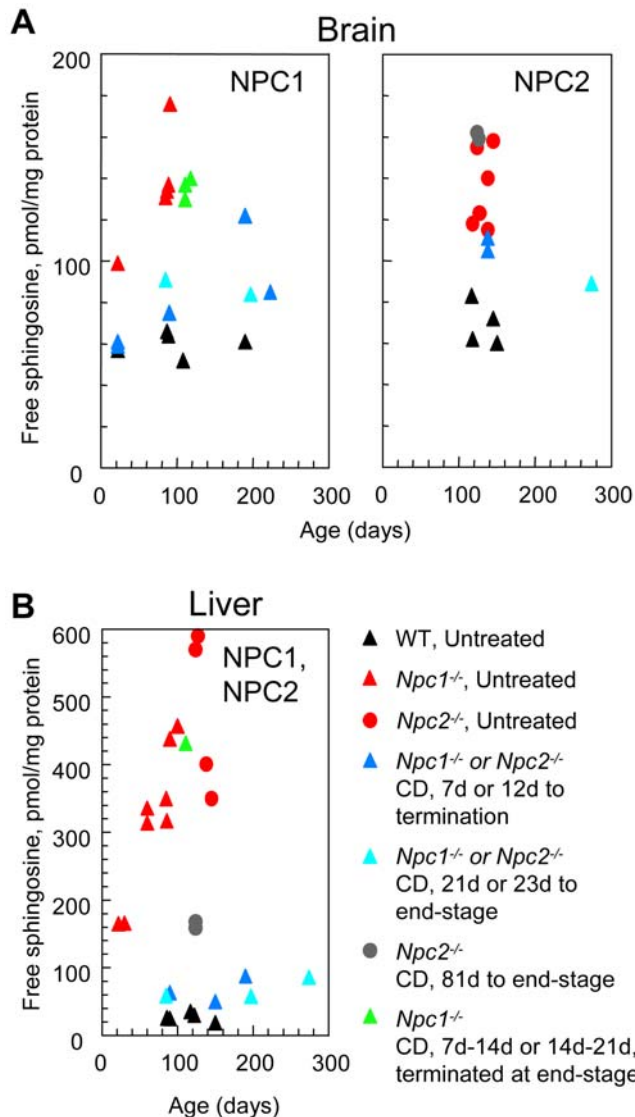 A
Brain
NPC1
NPC2
Free sphingosine, pmol/mg protein
200
100
0
0 100 200 300
0 100 200 300
Age (days)
B
Liver
NPC1,
NPC2
Free sphingosine, pmol/mg protein
600
500
400
300
200
100
0
0 100 200 300
Age (days)
WT, Untreated
Npc1-/-, Untreated
Npc2-/-, Untreated
Npc1-/- or Npc2-/-
CD, 7d or 12d to
termination
Npc1-/- or Npc2-/-
CD, 21d or 23d to
end-stage
Npc2-/-
CD, 81d to end-stage
Npc1-/-
CD, 7d-14d or 14d-21d,
terminated at end-stage